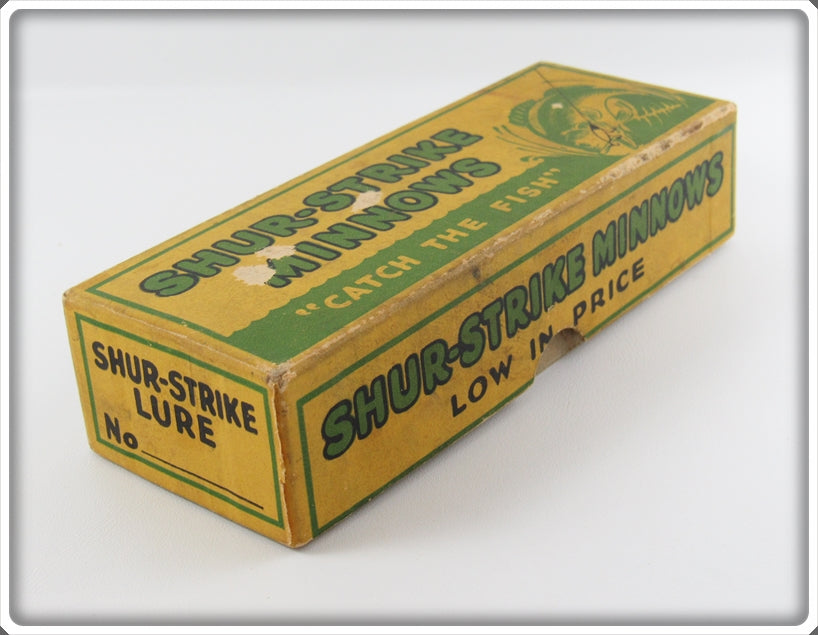 SHUR-STRIKE
MINNOWS
"CATCH THE FISH"
SHUR-STRIKE MINNOWS
LOW IN PRICE
SHUR-STRIKE
LURE
No